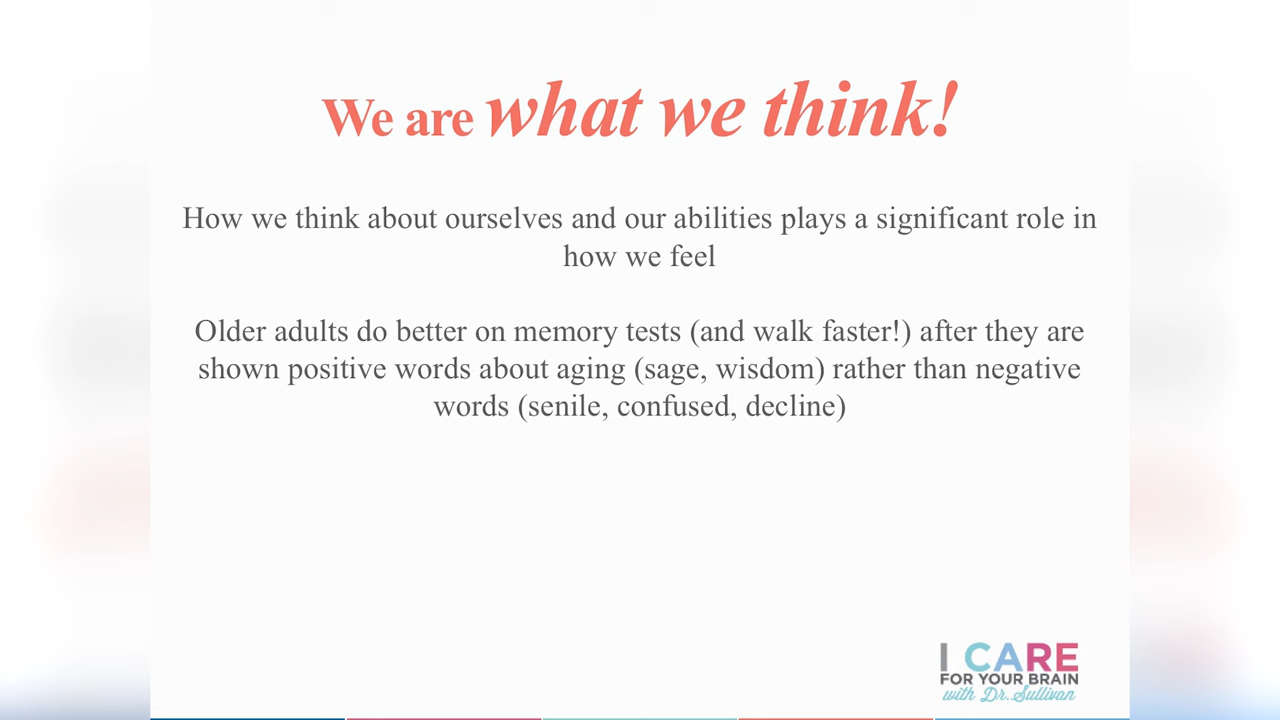 We are what we think!
How we think about ourselves and our abilities plays a significant role in
how we feel
Older adults do better on memory tests (and walk faster!) after they are
shown positive words about aging (sage, wisdom) rather than negative
words (senile, confused, decline)
I CARE
FOR YOUR BRAIN
with Dr. Sullivan